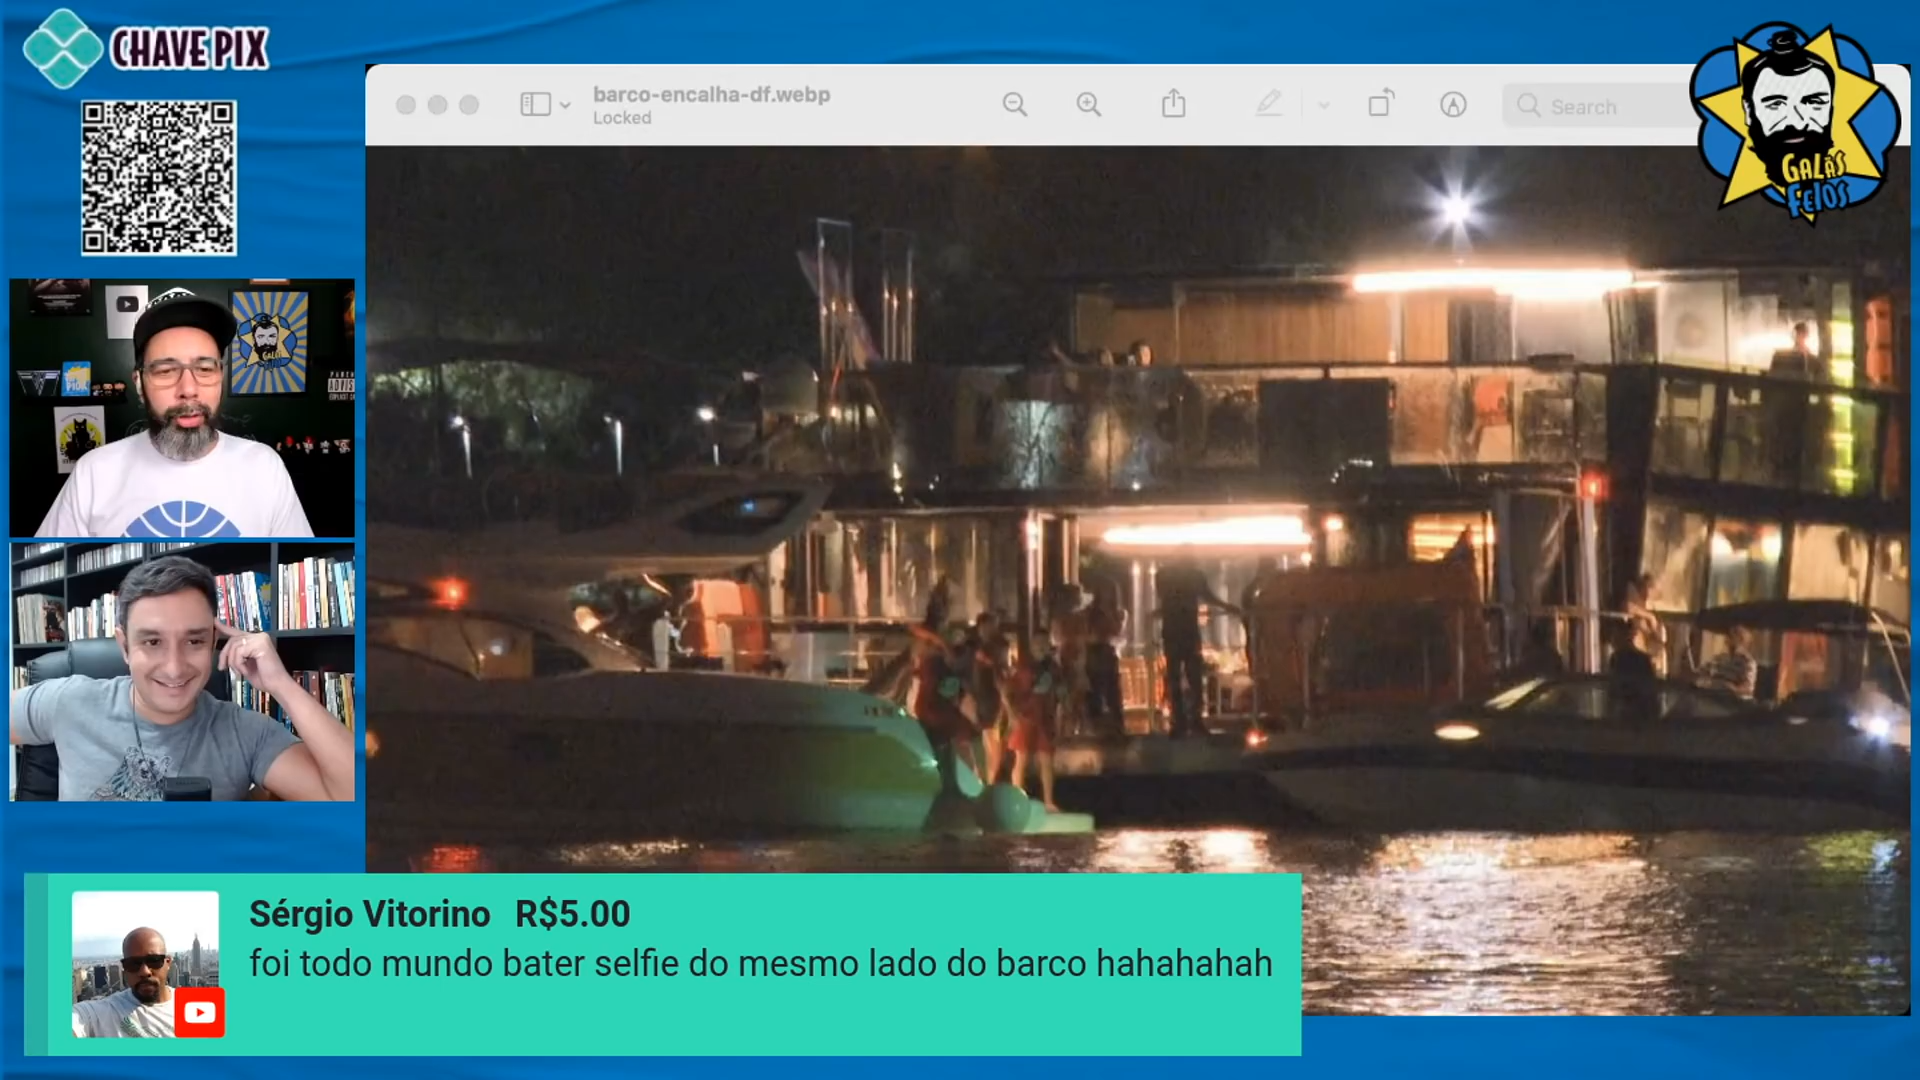 CHAVE PIX
barco-encalha-df.webp
Locked
Search
GALÃS
FEIOS
Sérgio Vitorino R$5.00
foi todo mundo bater selfie do mesmo lado do barco hahahahah